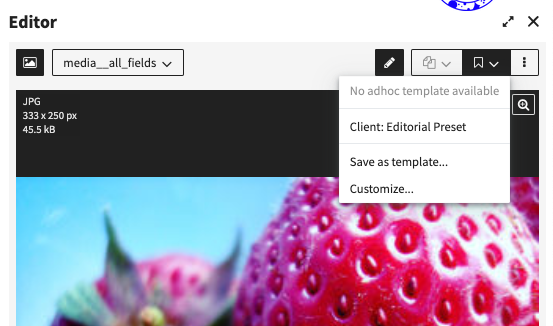 Editor
media__all_fields
JPG
333 x 250 px
45.5 kB
No adhoc template available
Client: Editorial Preset
Save as template...
Customize...